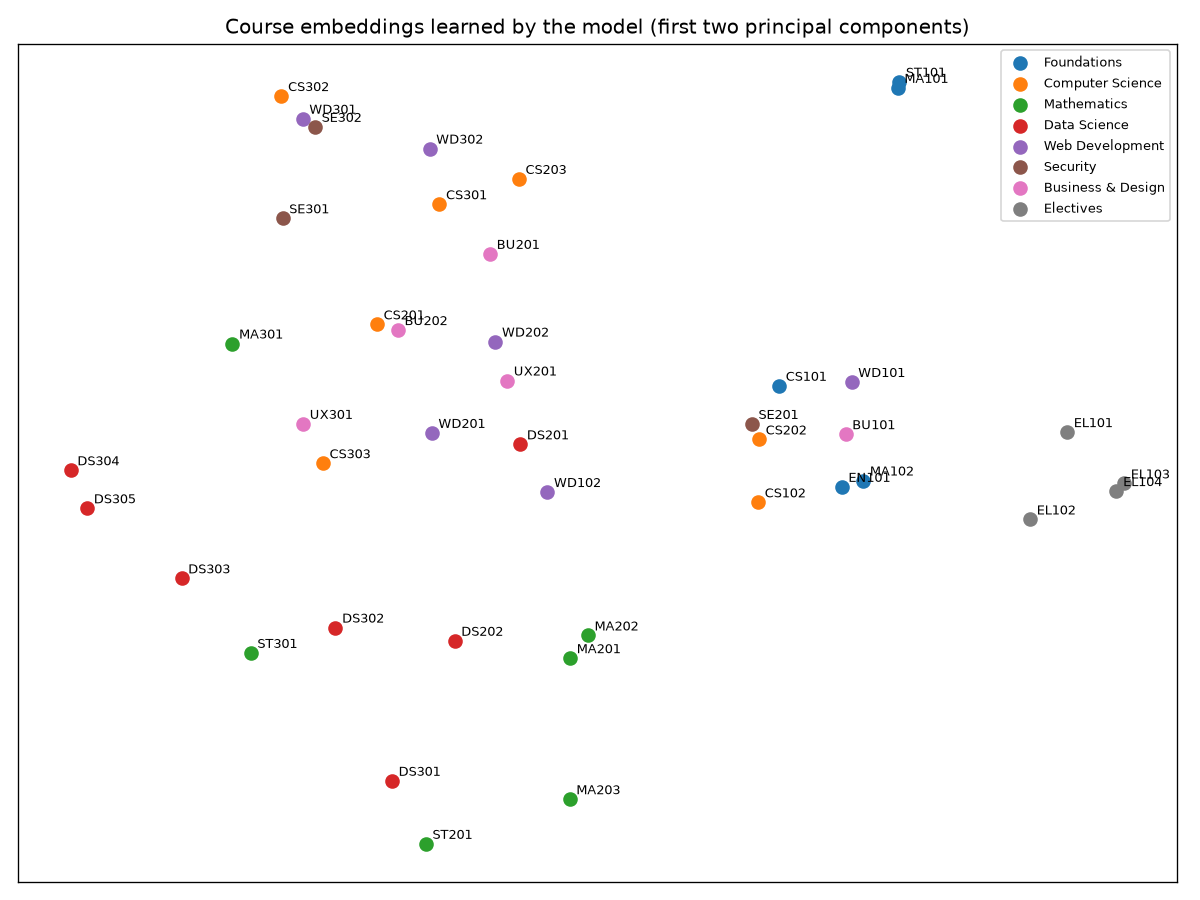 Course embeddings learned by the model (first two principal components)
Foundations
Computer Science
Mathematics
Data Science
Web Development
Security
Business & Design
Electives
ST101
MA101
CS302
WD301
SE302
WD302
CS203
CS301
SE301
BU201
CS201
BU202
MA301
WD202
UX201
CS101
WD101
UX301
WD201
DS201
SE201
CS202
BU101
EL101
DS304
CS303
DS305
WD102
CS102
EN101
MA102
EL103
EL104
EL102
DS303
DS302
DS202
MA202
MA201
ST301
DS301
MA203
ST201